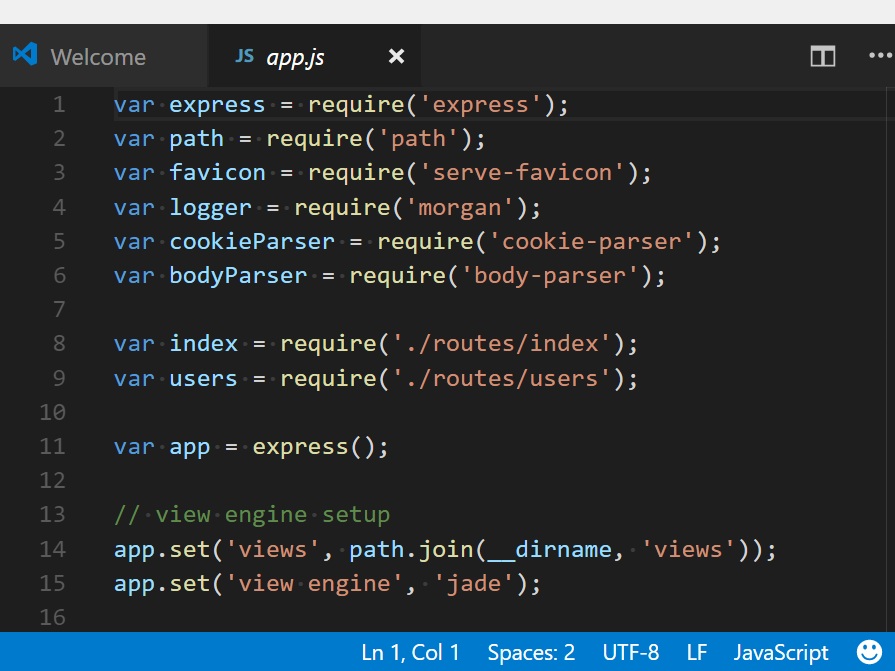 Welcome JS app.js
1 var express = require('express');
2 var path = require('path');
3 var favicon = require('serve-favicon');
4 var logger = require('morgan');
5 var cookieParser = require('cookie-parser');
6 var bodyParser = require('body-parser');
7
8 var index = require('./routes/index');
9 var users = require('./routes/users');
10
11 var app = express();
12
13 // view engine setup
14 app.set('views', path.join(__dirname, 'views'));
15 app.set('view engine', 'jade');
16
Ln 1, Col 1 Spaces: 2 UTF-8 LF JavaScript